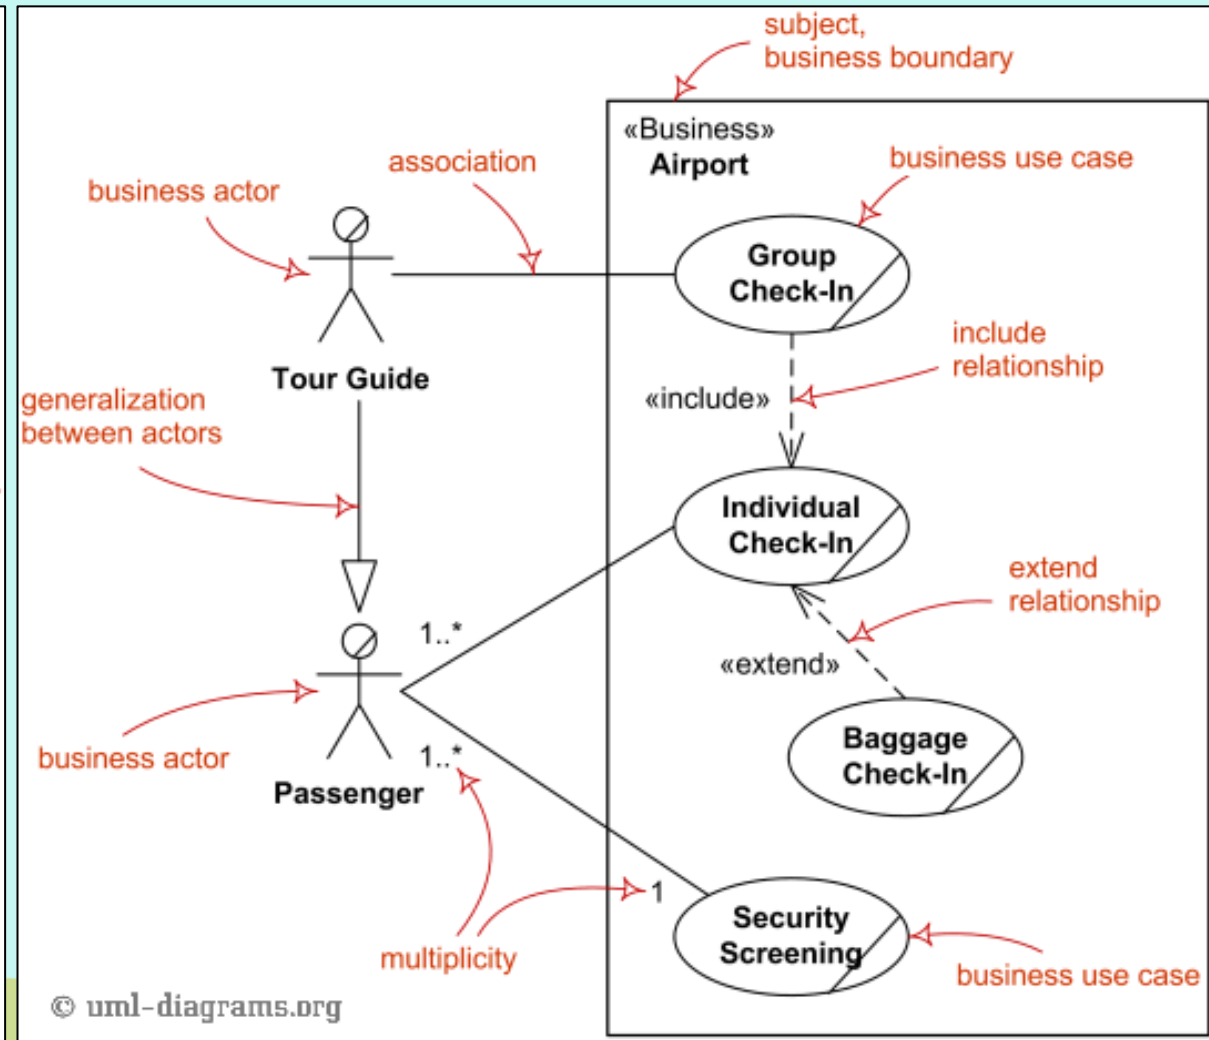 subject,
business boundary
«Business»
Airport
business use case
association
business actor
Group
Check-In
Tour Guide
include
relationship
«include»
generalization
between actors
Individual
Check-In
extend
relationship
1..*
«extend»
business actor
1..*
Passenger
Baggage
Check-In
1
multiplicity
Security
Screening
business use case
© uml-diagrams.org